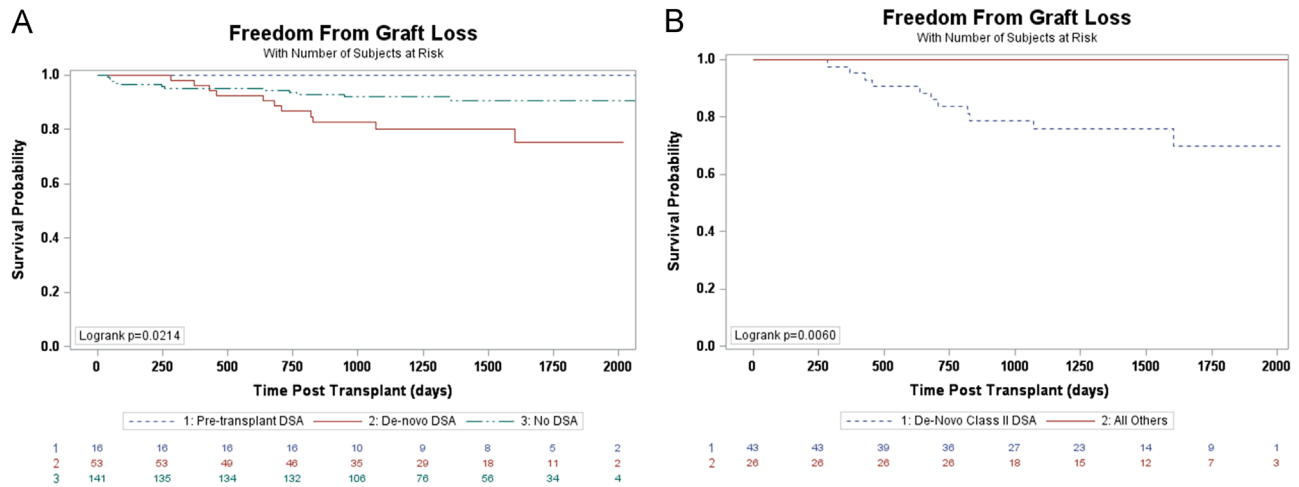 A
Freedom From Graft Loss
With Number of Subjects at Risk
1.0
0.8
0.6
0.4
0.2
0.0
Survival Probability
Logrank p=0.0214
0 250 500 750 1000 1250 1500 1750 2000
Time Post Transplant (days)
1: Pre-transplant DSA 2: De-novo DSA 3: No DSA
1 16 16 16 16 10 9 8 5 2
2 53 53 49 46 35 29 18 11 2
3 141 135 134 132 106 76 56 34 4
B
Freedom From Graft Loss
With Number of Subjects at Risk
1.0
0.8
0.6
0.4
0.2
0.0
Survival Probability
Logrank p=0.0060
0 250 500 750 1000 1250 1500 1750 2000
Time Post Transplant (days)
1: De-Novo Class II DSA 2: All Others
1 43 43 39 36 27 23 14 9 1
2 26 26 26 26 18 15 12 7 3